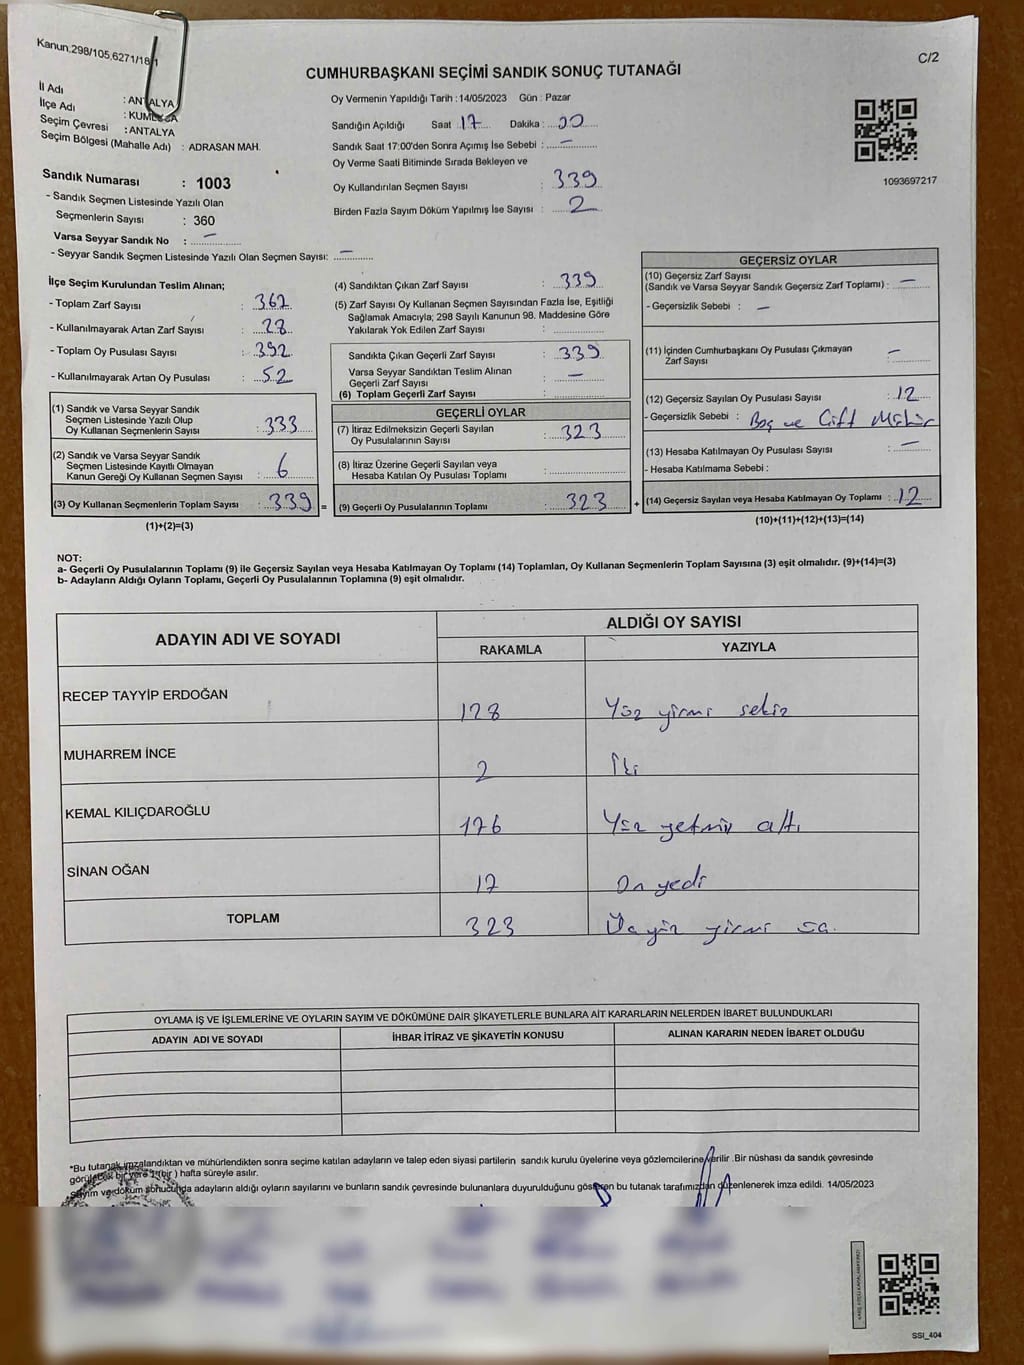 Kanun,298/105,6271/18/1
C/2
CUMHURBAŞKANI SEÇİMİ SANDIK SONUÇ TUTANAĞI
İl Adı : ANTALYA
İlçe Adı : KUMLUCA
Seçim Çevresi : ANTALYA
Seçim Bölgesi (Mahalle Adı) : ADRASAN MAH.
Oy Vermenin Yapıldığı Tarih : 14/05/2023 Gün : Pazar
Sandığın Açıldığı Saat 17 Dakika : 00
Sandık Saat 17:00'den Sonra Açımış İse Sebebi : —
Oy Verme Saati Bitiminde Sırada Bekleyen ve
Oy Kullandırılan Seçmen Sayısı : 339
Birden Fazla Sayım Döküm Yapılmış İse Sayısı : 2
1093697217
Sandık Numarası : 1003
- Sandık Seçmen Listesinde Yazılı Olan
Seçmenlerin Sayısı : 360
Varsa Seyyar Sandık No : —
- Seyyar Sandık Seçmen Listesinde Yazılı Olan Seçmen Sayısı: —
İlçe Seçim Kurulundan Teslim Alınan;
- Toplam Zarf Sayısı : 367
- Kullanılmayarak Artan Zarf Sayısı : 28
- Toplam Oy Pusulası Sayısı : 392
- Kullanılmayarak Artan Oy Pusulası : 52
(1) Sandık ve Varsa Seyyar Sandık
Seçmen Listesinde Yazılı Olup
Oy Kullanan Seçmenlerin Sayısı : 333
(2) Sandık ve Varsa Seyyar Sandık
Seçmen Listesinde Kayıtlı Olmayan
Kanun Gereği Oy Kullanan Seçmen Sayısı : 6
(3) Oy Kullanan Seçmenlerin Toplam Sayısı : 339 =
(1)+(2)=(3)
(4) Sandıktan Çıkan Zarf Sayısı : 339
(5) Zarf Sayısı Oy Kullanan Seçmen Sayısından Fazla İse, Eşitliği
Sağlamak Amacıyla; 298 Sayılı Kanunun 98. Maddesine Göre
Yakılarak Yok Edilen Zarf Sayısı :
Sandıkta Çıkan Geçerli Zarf Sayısı : 339
Varsa Seyyar Sandıktan Teslim Alınan
Geçerli Zarf Sayısı : —
(6) Toplam Geçerli Zarf Sayısı :
GEÇERLİ OYLAR
(7) İtiraz Edilmeksizin Geçerli Sayılan
Oy Pusulalarının Sayısı : 323
(8) İtiraz Üzerine Geçerli Sayılan veya
Hesaba Katılan Oy Pusulası Toplamı :
(9) Geçerli Oy Pusulalarının Toplamı : 323 +
GEÇERSİZ OYLAR
(10) Geçersiz Zarf Sayısı
(Sandık ve Varsa Seyyar Sandık Geçersiz Zarf Toplamı) : —
- Geçersizlik Sebebi : —
(11) İçinden Cumhurbaşkanı Oy Pusulası Çıkmayan
Zarf Sayısı : —
(12) Geçersiz Sayılan Oy Pusulası Sayısı : 12
- Geçersizlik Sebebi : Boş ve Çift Mühür
(13) Hesaba Katılmayan Oy Pusulası Sayısı : —
- Hesaba Katılmama Sebebi :
(14) Geçersiz Sayılan veya Hesaba Katılmayan Oy Toplamı : 12
(10)+(11)+(12)+(13)=(14)
NOT:
a- Geçerli Oy Pusulalarının Toplamı (9) ile Geçersiz Sayılan veya Hesaba Katılmayan Oy Toplamı (14) Toplamları, Oy Kullanan Seçmenlerin Toplam Sayısına (3) eşit olmalıdır. (9)+(14)=(3)
b- Adayların Aldığı Oyların Toplamı, Geçerli Oy Pusulalarının Toplamına (9) eşit olmalıdır.
ADAYIN ADI VE SOYADI
ALDIĞI OY SAYISI
RAKAMLA YAZIYLA
RECEP TAYYİP ERDOĞAN 128 Yüz yirmi sekiz
MUHARREM İNCE 2 İki
KEMAL KILIÇDAROĞLU 176 Yüz yetmiş altı
SİNAN OĞAN 17 On yedi
TOPLAM 323 Üçyüz yirmi üç
OYLAMA İŞ VE İŞLEMLERİNE VE OYLARIN SAYIM VE DÖKÜMÜNE DAİR ŞİKAYETLERLE BUNLARA AİT KARARLARIN NELERDEN İBARET BULUNDUKLARI
ADAYIN ADI VE SOYADI İHBAR İTİRAZ VE ŞİKAYETİN KONUSU ALINAN KARARIN NEDEN İBARET OLDUĞU
*Bu tutanak imzalandıktan ve mühürlendikten sonra seçime katılan adayların ve talep eden siyasi partilerin sandık kurulu üyelerine veya gözlemcilerine verilir .Bir nüshası da sandık çevresinde
görülebilecek bir yere 1 (bir ) hafta süreyle asılır.
Sayım ve döküm sonucunda adayların aldığı oyların sayılarını ve bunların sandık çevresinde bulunanlara duyurulduğunu gösteren bu tutanak tarafımızdan düzenlenerek imza edildi. 14/05/2023
SSI_404